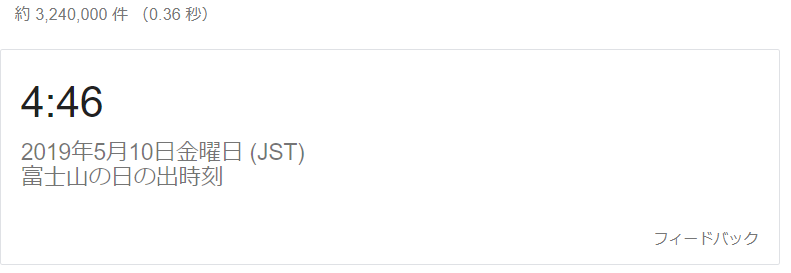 約 3,240,000 件 （0.36 秒）
4:46
2019年5月10日金曜日 (JST)
富士山の日の出時刻
フィードバック